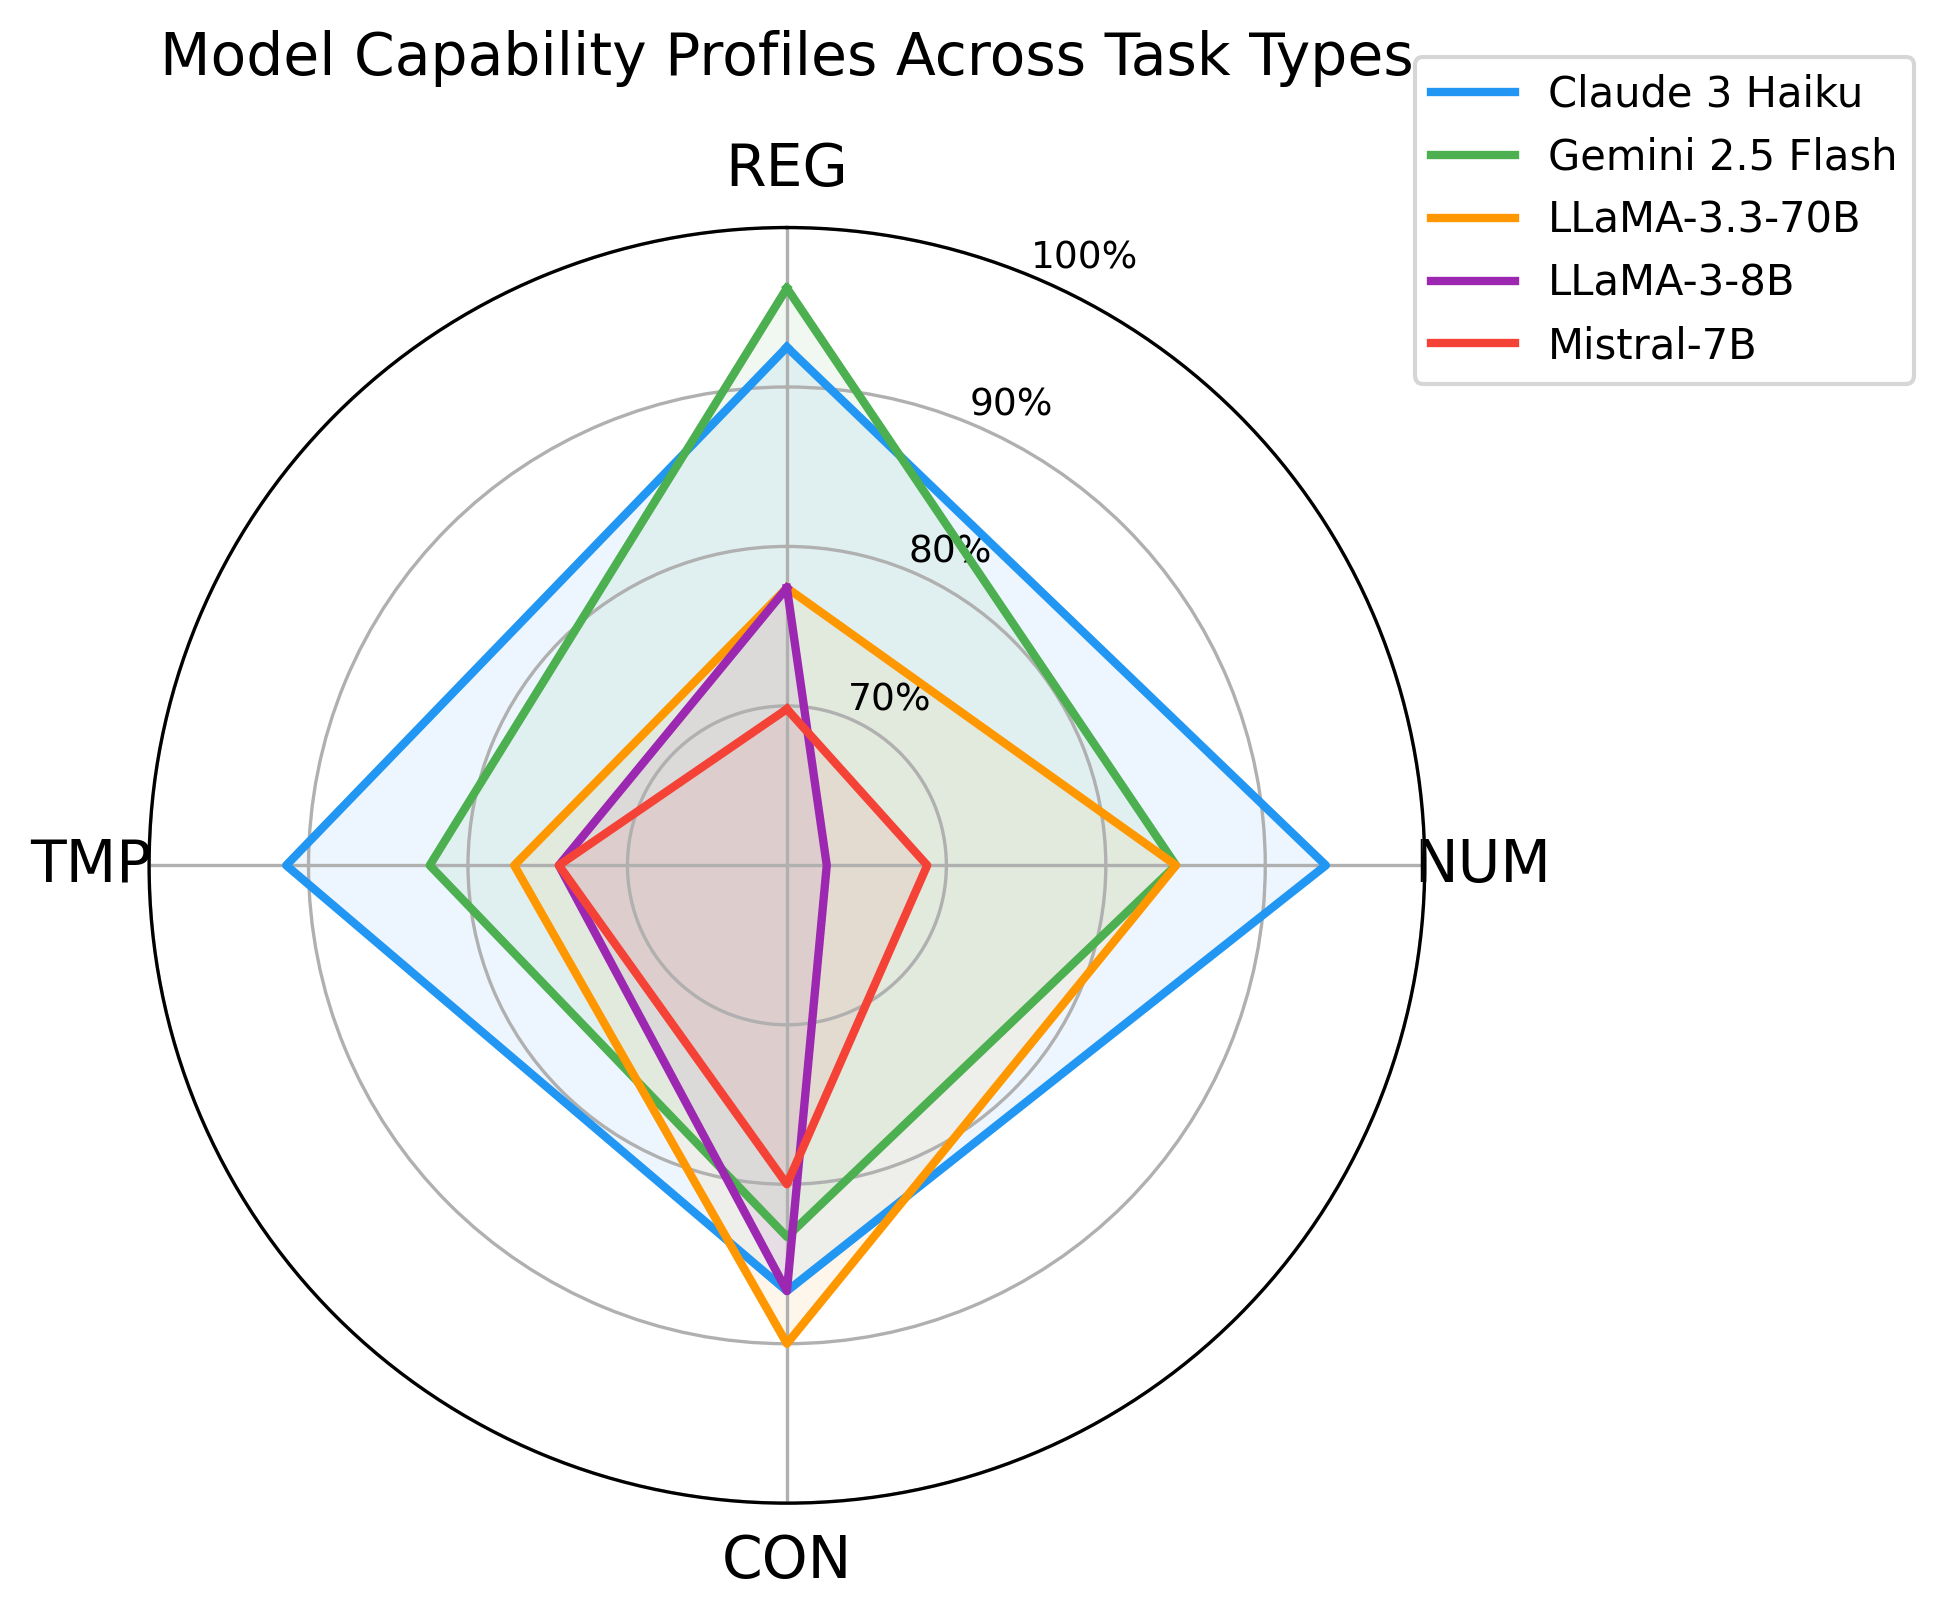 Model Capability Profiles Across Task Types
Claude 3 Haiku
Gemini 2.5 Flash
LLaMA-3.3-70B
LLaMA-3-8B
Mistral-7B
REG
100%
90%
80%
70%
TMP
NUM
CON